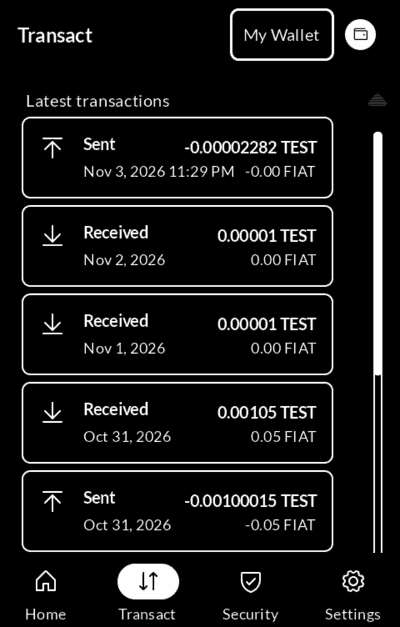 Transact
My Wallet
Latest transactions
Sent
-0.00002282 TEST
Nov 3, 2026 11:29 PM
-0.00 FIAT
Received
0.00001 TEST
Nov 2, 2026
0.00 FIAT
Received
0.00001 TEST
Nov 1, 2026
0.00 FIAT
Received
0.00105 TEST
Oct 31, 2026
0.05 FIAT
Sent
-0.00100015 TEST
Oct 31, 2026
-0.05 FIAT
Home
Transact
Security
Settings